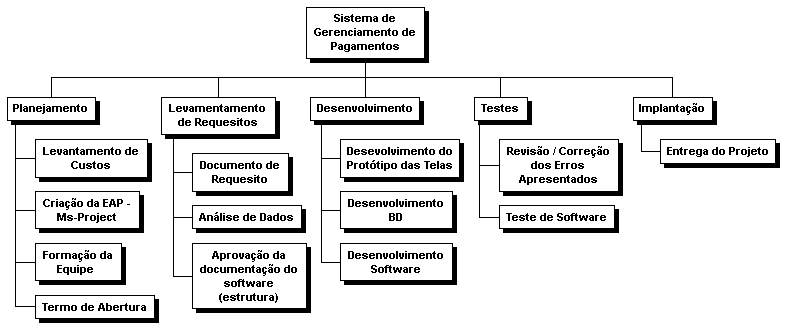 Sistema de
Gerenciamento de
Pagamentos
Planejamento
Levamentamento
de Requesitos
Desenvolvimento
Testes
Implantação
Levantamento de
Custos
Criação da EAP -
Ms-Project
Formação da
Equipe
Termo de Abertura
Documento de
Requesito
Análise de Dados
Aprovação da
documentação do
software
(estrutura)
Desevolvimento do
Protótipo das Telas
Desenvolvimento
BD
Desenvolvimento
Software
Revisão / Correção
dos Erros
Apresentados
Teste de Software
Entrega do Projeto